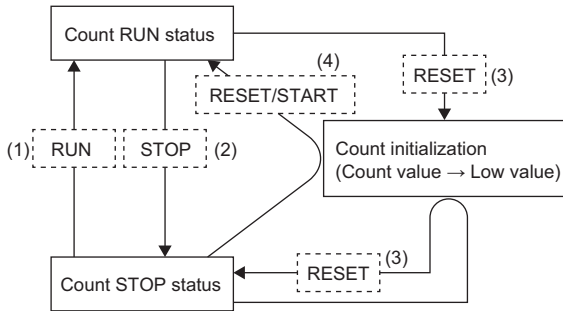 Count RUN status
(4)
RESET (3)
RESET/START
(1) RUN
STOP (2)
Count initialization
(Count value → Low value)
(3)
RESET
Count STOP status